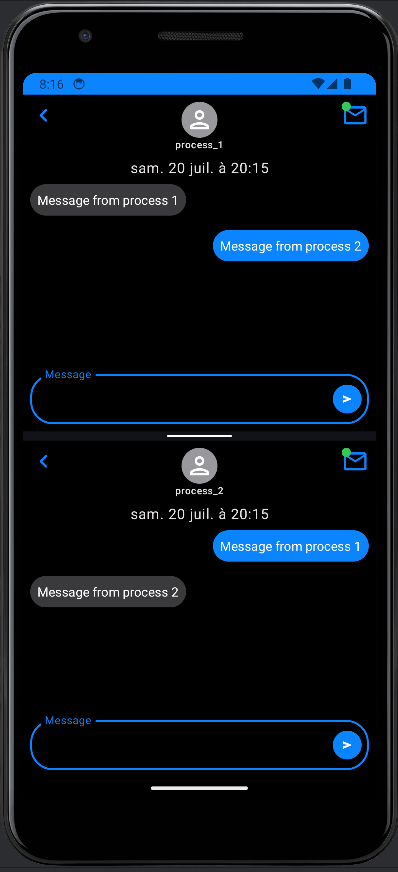 8:16
process_1
sam. 20 juil. à 20:15
Message from process 1
Message from process 2
Message
process_2
sam. 20 juil. à 20:15
Message from process 1
Message from process 2
Message